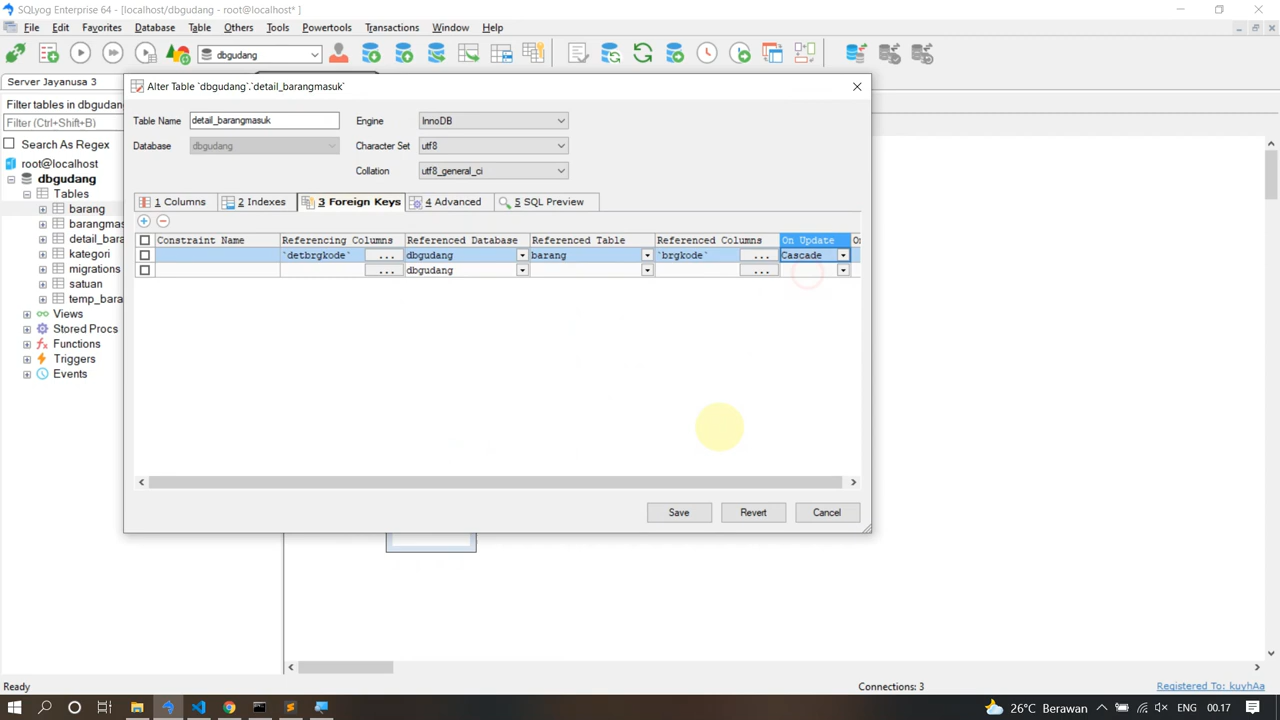 SQLyog Enterprise 64 - [localhost/dbgudang - root@localhost* ]
File Edit Favorites Database Table Others Tools Powertools Transactions Window Help
dbgudang
Server Jayanusa 3
Alter Table `dbgudang`.`detail_barangmasuk`
Filter tables in dbgudang
Filter (Ctrl+Shift+B)
Search As Regex
root@localhost
dbgudang
Tables
barang
barangmas
detail_bara
kategori
migrations
satuan
temp_bara
Views
Stored Procs
Functions
Triggers
Events
Table Name detail_barangmasuk Engine InnoDB
Database dbgudang Character Set utf8
Collation utf8_general_ci
1 Columns 2 Indexes 3 Foreign Keys 4 Advanced 5 SQL Preview
Constraint Name Referencing Columns Referenced Database Referenced Table Referenced Columns On Update
`detbrgkode` ... dbgudang barang `brgkode` ... Cascade
... dbgudang ...
Save Revert Cancel
Ready Connections: 3 Registered To: kuyhAa
26°C Berawan ENG 00.17